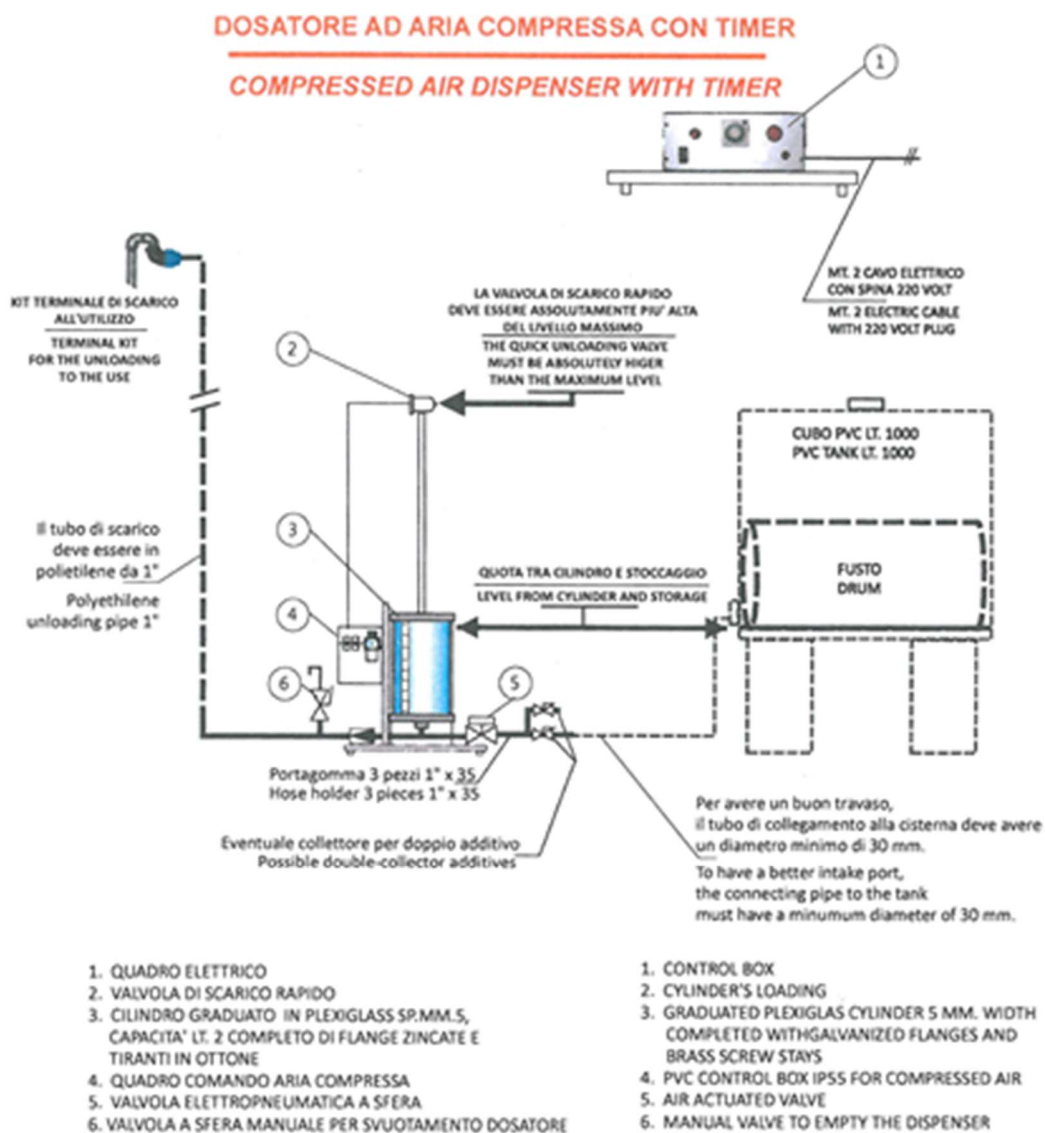 DOSATORE AD ARIA COMPRESSA CON TIMER
COMPRESSED AIR DISPENSER WITH TIMER
1
MT. 2 CAVO ELETTRICO
CON SPINA 220 VOLT
MT. 2 ELECTRIC CABLE
WITH 220 VOLT PLUG
KIT TERMINALE DI SCARICO
ALL'UTILIZZO
TERMINAL KIT
FOR THE UNLOADING
TO THE USE
LA VALVOLA DI SCARICO RAPIDO
DEVE ESSERE ASSOLUTAMENTE PIU' ALTA
DEL LIVELLO MASSIMO
THE QUICK UNLOADING VALVE
MUST BE ABSOLUTELY HIGER
THAN THE MAXIMUM LEVEL
2
CUBO PVC LT. 1000
PVC TANK LT. 1000
Il tubo di scarico
deve essere in
polietilene da 1"
Polyethilene
unloading pipe 1"
3
QUOTA TRA CILINDRO E STOCCAGGIO
LEVEL FROM CYLINDER AND STORAGE
FUSTO
DRUM
4
6
5
Portagomma 3 pezzi 1" x 35
Hose holder 3 pieces 1" x 35
Eventuale collettore per doppio additivo
Possible double-collector additives
Per avere un buon travaso,
il tubo di collegamento alla cisterna deve avere
un diametro minimo di 30 mm.
To have a better intake port,
the connecting pipe to the tank
must have a minumum diameter of 30 mm.
1. QUADRO ELETTRICO
2. VALVOLA DI SCARICO RAPIDO
3. CILINDRO GRADUATO IN PLEXIGLASS SP.MM.5,
CAPACITA' LT. 2 COMPLETO DI FLANGE ZINCATE E
TIRANTI IN OTTONE
4. QUADRO COMANDO ARIA COMPRESSA
5. VALVOLA ELETTROPNEUMATICA A SFERA
6. VALVOLA A SFERA MANUALE PER SVUOTAMENTO DOSATORE
1. CONTROL BOX
2. CYLINDER'S LOADING
3. GRADUATED PLEXIGLAS CYLINDER 5 MM. WIDTH
COMPLETED WITHGALVANIZED FLANGES AND
BRASS SCREW STAYS
4. PVC CONTROL BOX IP55 FOR COMPRESSED AIR
5. AIR ACTUATED VALVE
6. MANUAL VALVE TO EMPTY THE DISPENSER